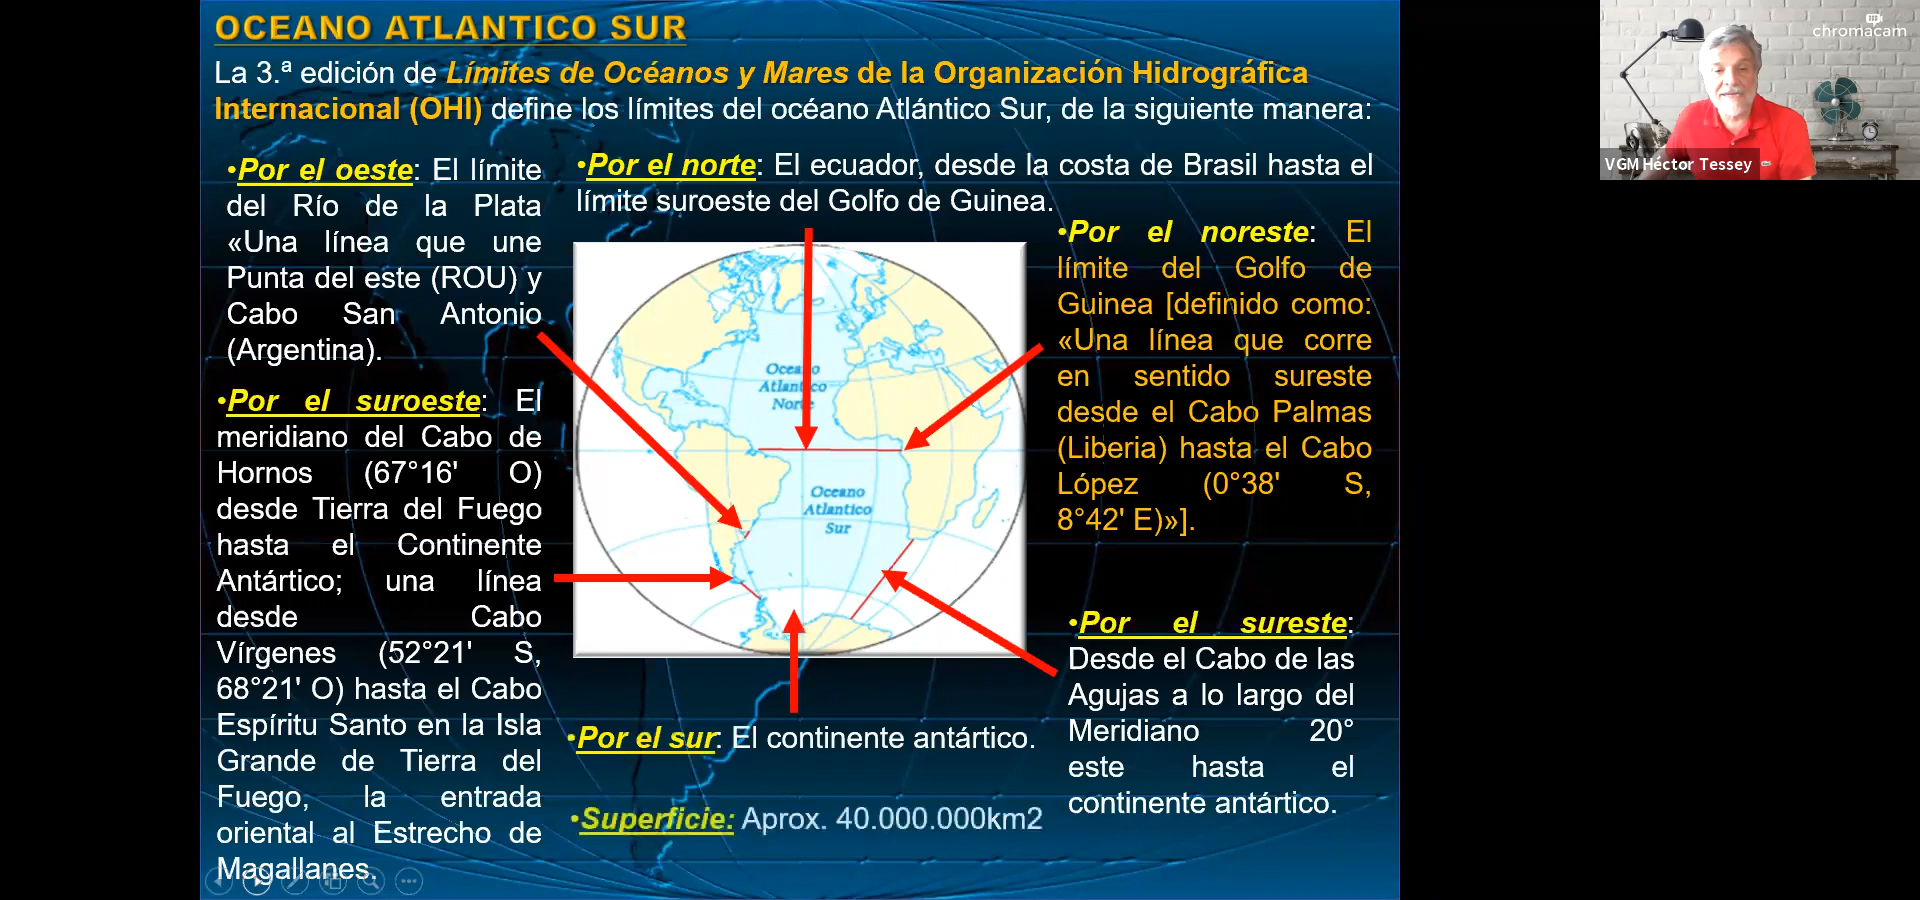 OCEANO ATLANTICO SUR
La 3.ª edición de Límites de Océanos y Mares de la Organización Hidrográfica
Internacional (OHI) define los límites del océano Atlántico Sur, de la siguiente manera:
•Por el oeste: El límite
del Río de la Plata
«Una línea que une
Punta del este (ROU) y
Cabo San Antonio
(Argentina).
•Por el suroeste: El
meridiano del Cabo de
Hornos (67°16' O)
desde Tierra del Fuego
hasta el Continente
Antártico; una línea
desde Cabo
Vírgenes (52°21' S,
68°21' O) hasta el Cabo
Espíritu Santo en la Isla
Grande de Tierra del
Fuego, la entrada
oriental al Estrecho de
Magallanes.
•Por el norte: El ecuador, desde la costa de Brasil hasta el
límite suroeste del Golfo de Guinea.
Oceano
Atlantico
Norte
Oceano
Atlantico
Sur
•Por el sur: El continente antártico.
•Superficie: Aprox. 40.000.000km2
•Por el noreste: El
límite del Golfo de
Guinea [definido como:
«Una línea que corre
en sentido sureste
desde el Cabo Palmas
(Liberia) hasta el Cabo
López (0°38' S,
8°42' E)»].
•Por el sureste:
Desde el Cabo de las
Agujas a lo largo del
Meridiano 20°
este hasta el
continente antártico.
chromacam
VGM Héctor Tessey